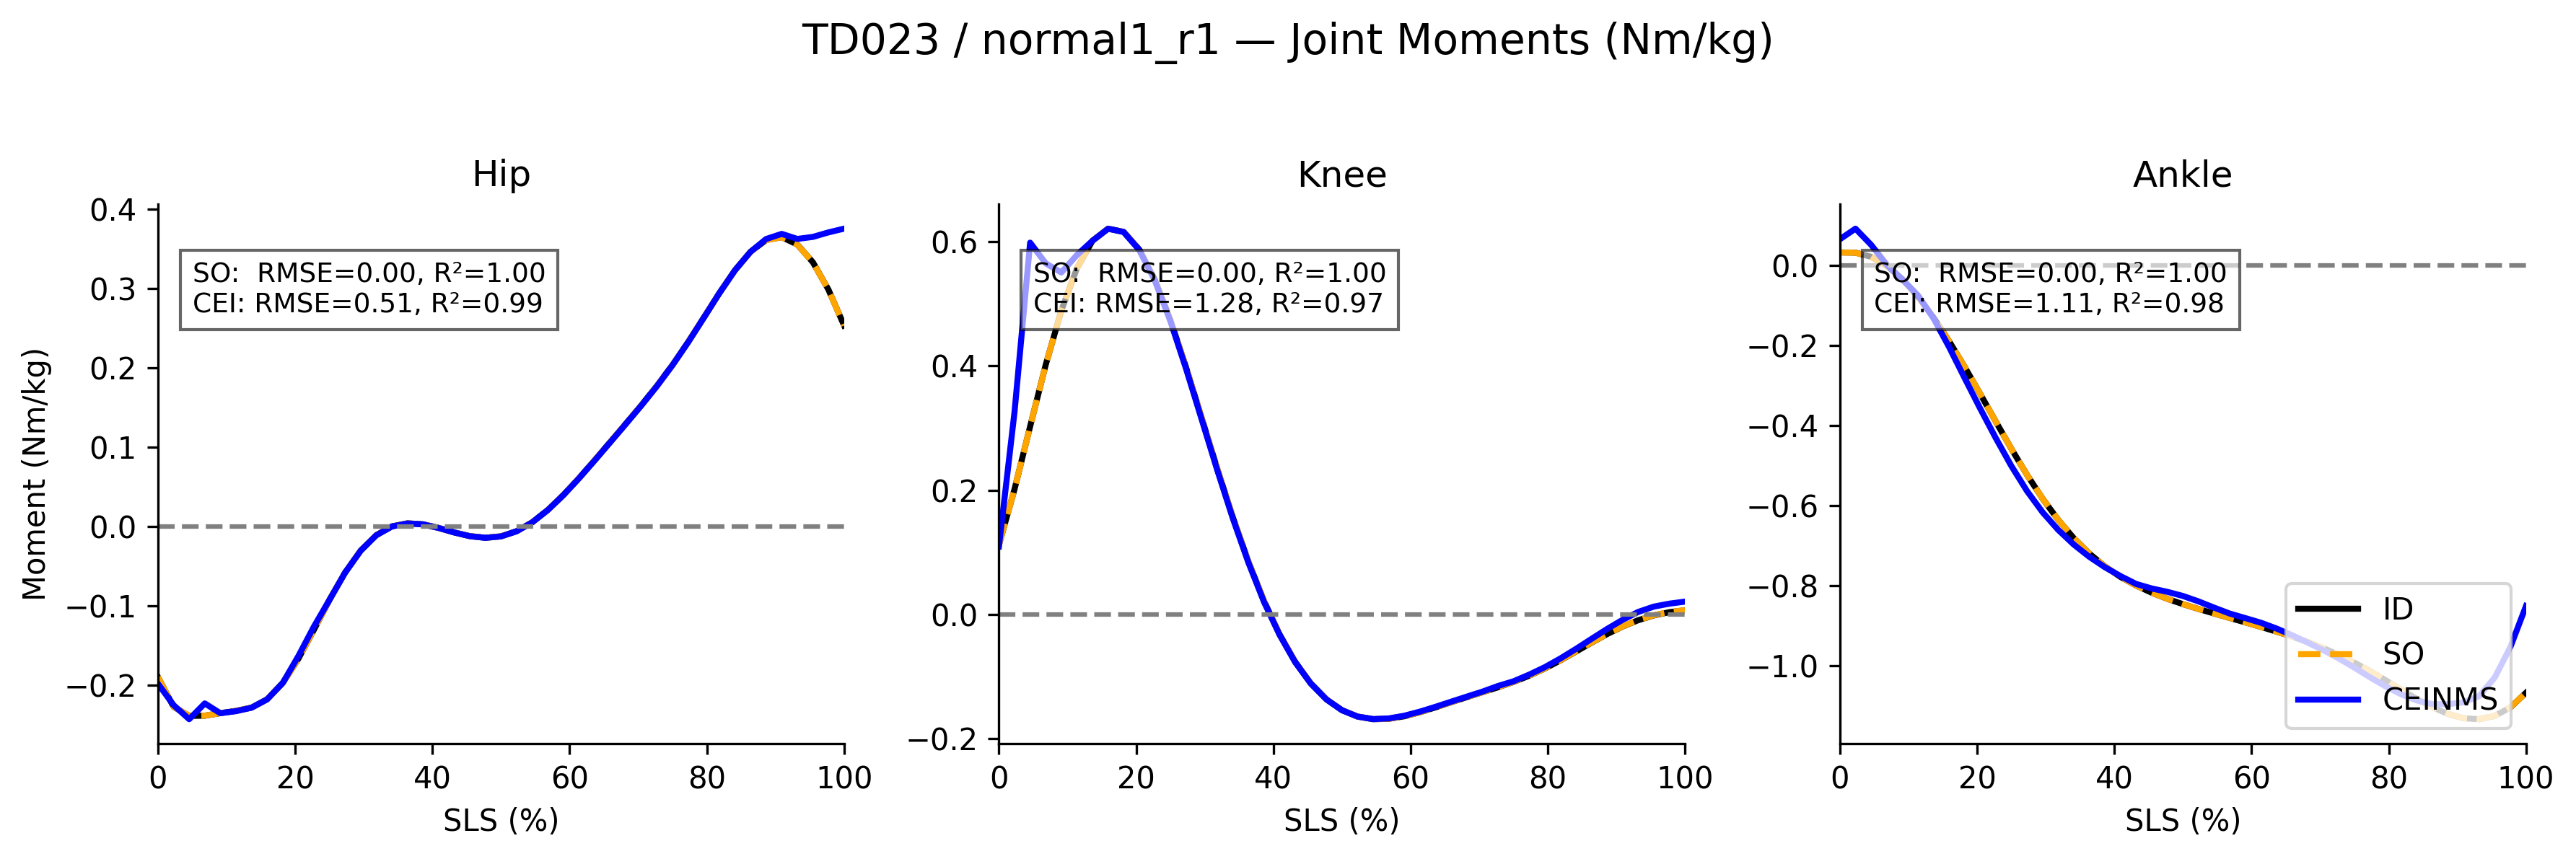 TD023 / normal1_r1 — Joint Moments (Nm/kg)
Hip
Knee
Ankle
Moment (Nm/kg)
0.4
0.3
0.2
0.1
0.0
−0.1
−0.2
SO:  RMSE=0.00, R²=1.00
CEI: RMSE=0.51, R²=0.99
0 20 40 60 80 100
SLS (%)
0.6
0.4
0.2
0.0
−0.2
SO:  RMSE=0.00, R²=1.00
CEI: RMSE=1.28, R²=0.97
0 20 40 60 80 100
SLS (%)
0.0
−0.2
−0.4
−0.6
−0.8
−1.0
SO:  RMSE=0.00, R²=1.00
CEI: RMSE=1.11, R²=0.98
ID
SO
CEINMS
0 20 40 60 80 100
SLS (%)